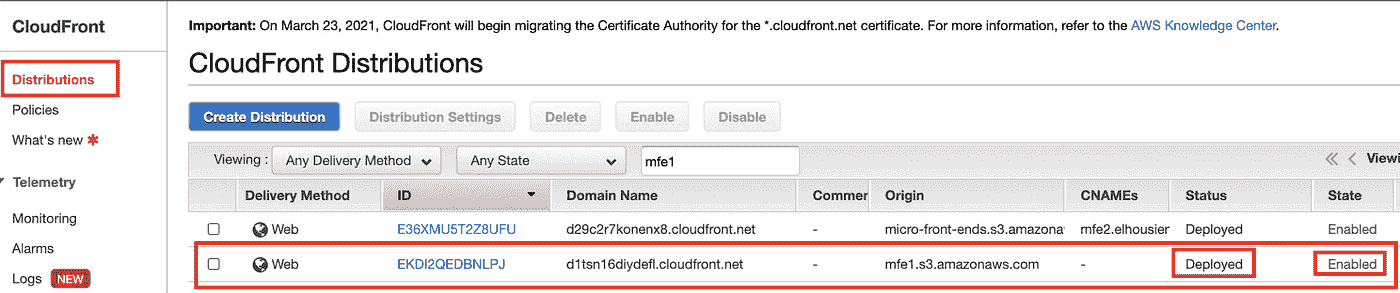 CloudFront
Important: On March 23, 2021, CloudFront will begin migrating the Certificate Authority for the *.cloudfront.net certificate. For more information, refer to the AWS Knowledge Center.
CloudFront Distributions
Distributions
Policies
What's new
Telemetry
Monitoring
Alarms
Logs NEW
Create Distribution Distribution Settings Delete Enable Disable
Viewing : Any Delivery Method Any State mfe1 Viewi
Delivery Method ID Domain Name Commer Origin CNAMEs Status State
Web E36XMU5T2Z8UFU d29c2r7konenx8.cloudfront.net - micro-front-ends.s3.amazona mfe2.elhousier Deployed Enabled
Web EKDI2QEDBNLPJ d1tsn16diydefl.cloudfront.net - mfe1.s3.amazonaws.com - Deployed Enabled